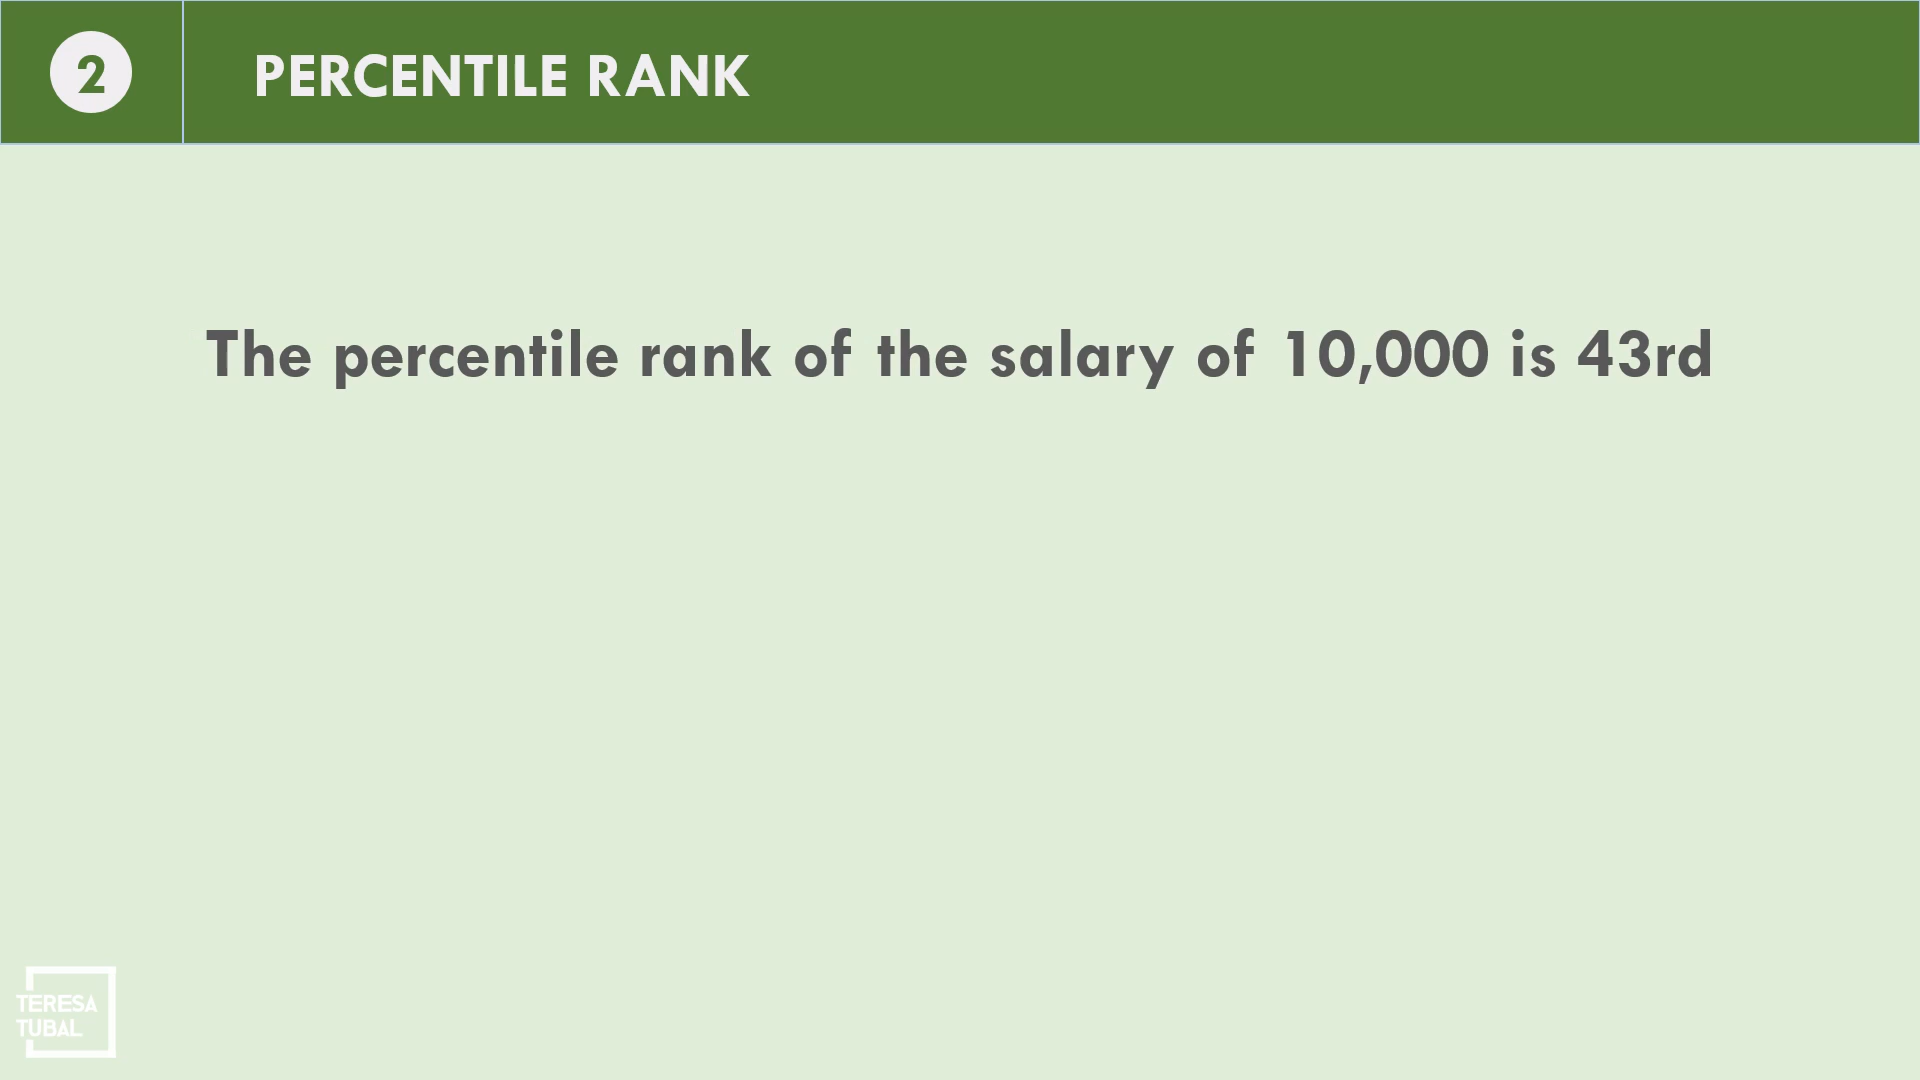 2
PERCENTILE RANK
The percentile rank of the salary of 10,000 is 43rd
TERESA
TUBAL